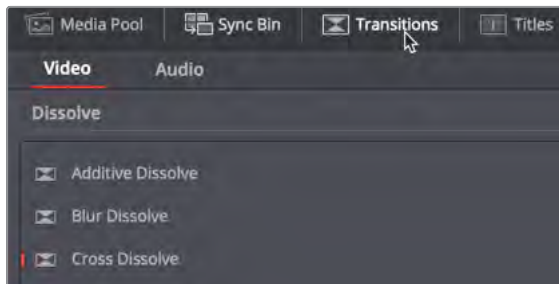 Media Pool Sync Bin Transitions Titles
Video Audio
Dissolve
Additive Dissolve
Blur Dissolve
Cross Dissolve